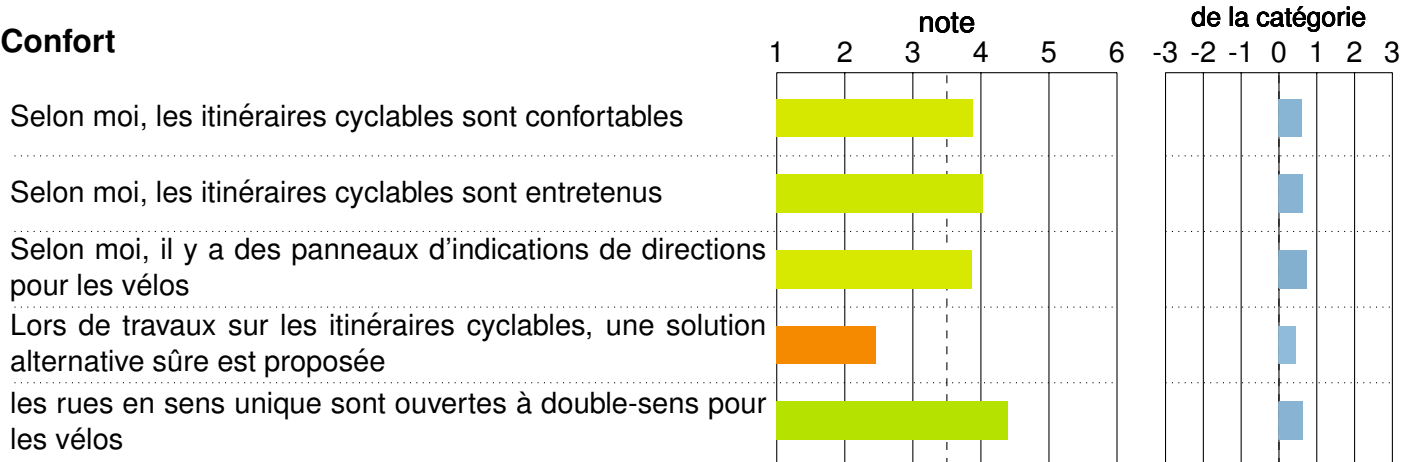 note
de la catégorie
Confort
1 2 3 4 5 6
-3 -2 -1 0 1 2 3
Selon moi, les itinéraires cyclables sont confortables
Selon moi, les itinéraires cyclables sont entretenus
Selon moi, il y a des panneaux d'indications de directions
pour les vélos
Lors de travaux sur les itinéraires cyclables, une solution
alternative sûre est proposée
les rues en sens unique sont ouvertes à double-sens pour
les vélos